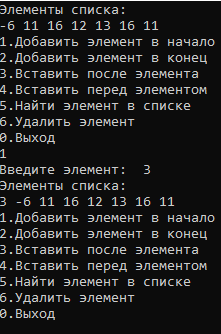 Элементы списка:
-6 11 16 12 13 16 11
1.Добавить элемент в начало
2.Добавить элемент в конец
3.Вставить после элемента
4.Вставить перед элементом
5.Найти элемент в списке
6.Удалить элемент
0.Выход
1
Введите элемент:  3
Элементы списка:
3 -6 11 16 12 13 16 11
1.Добавить элемент в начало
2.Добавить элемент в конец
3.Вставить после элемента
4.Вставить перед элементом
5.Найти элемент в списке
6.Удалить элемент
0.Выход